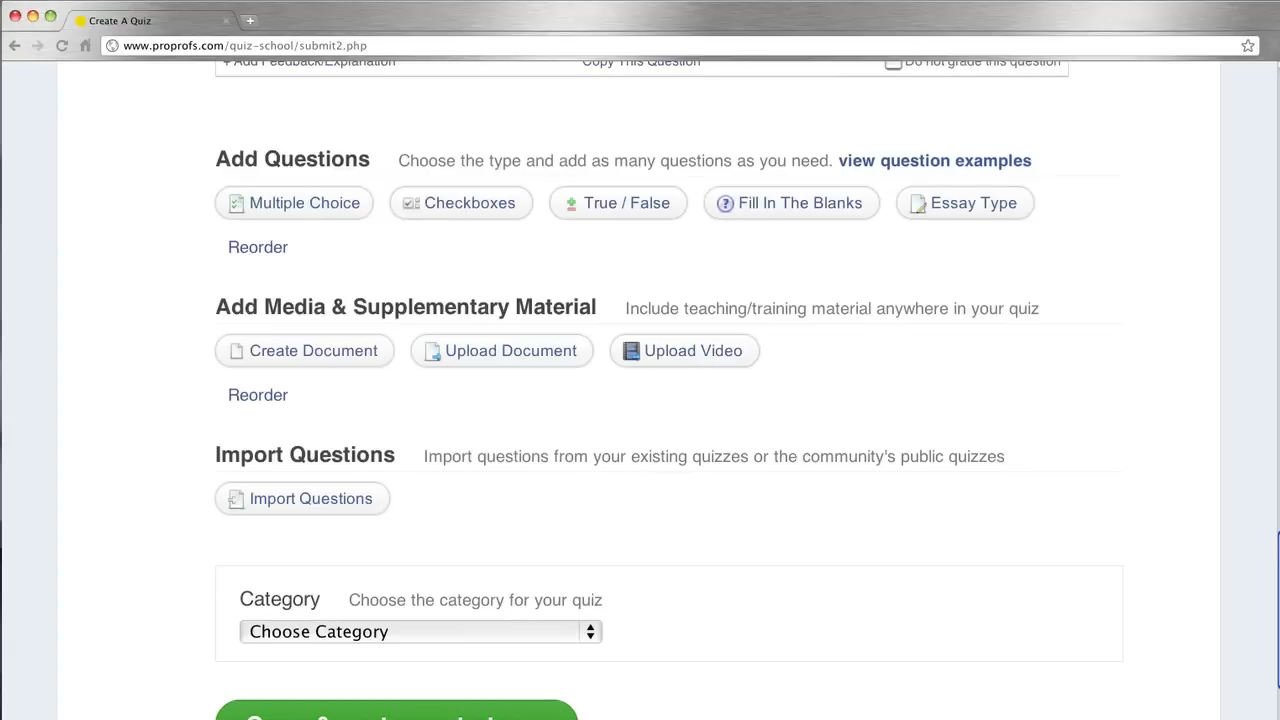 Create A Quiz
www.proprofs.com/quiz-school/submit2.php
+ Add Feedback/Explanation Copy This Question Do not grade this question
Add Questions Choose the type and add as many questions as you need. view question examples
Multiple Choice Checkboxes True / False Fill In The Blanks Essay Type
Reorder
Add Media & Supplementary Material Include teaching/training material anywhere in your quiz
Create Document Upload Document Upload Video
Reorder
Import Questions Import questions from your existing quizzes or the community's public quizzes
Import Questions
Category Choose the category for your quiz
Choose Category